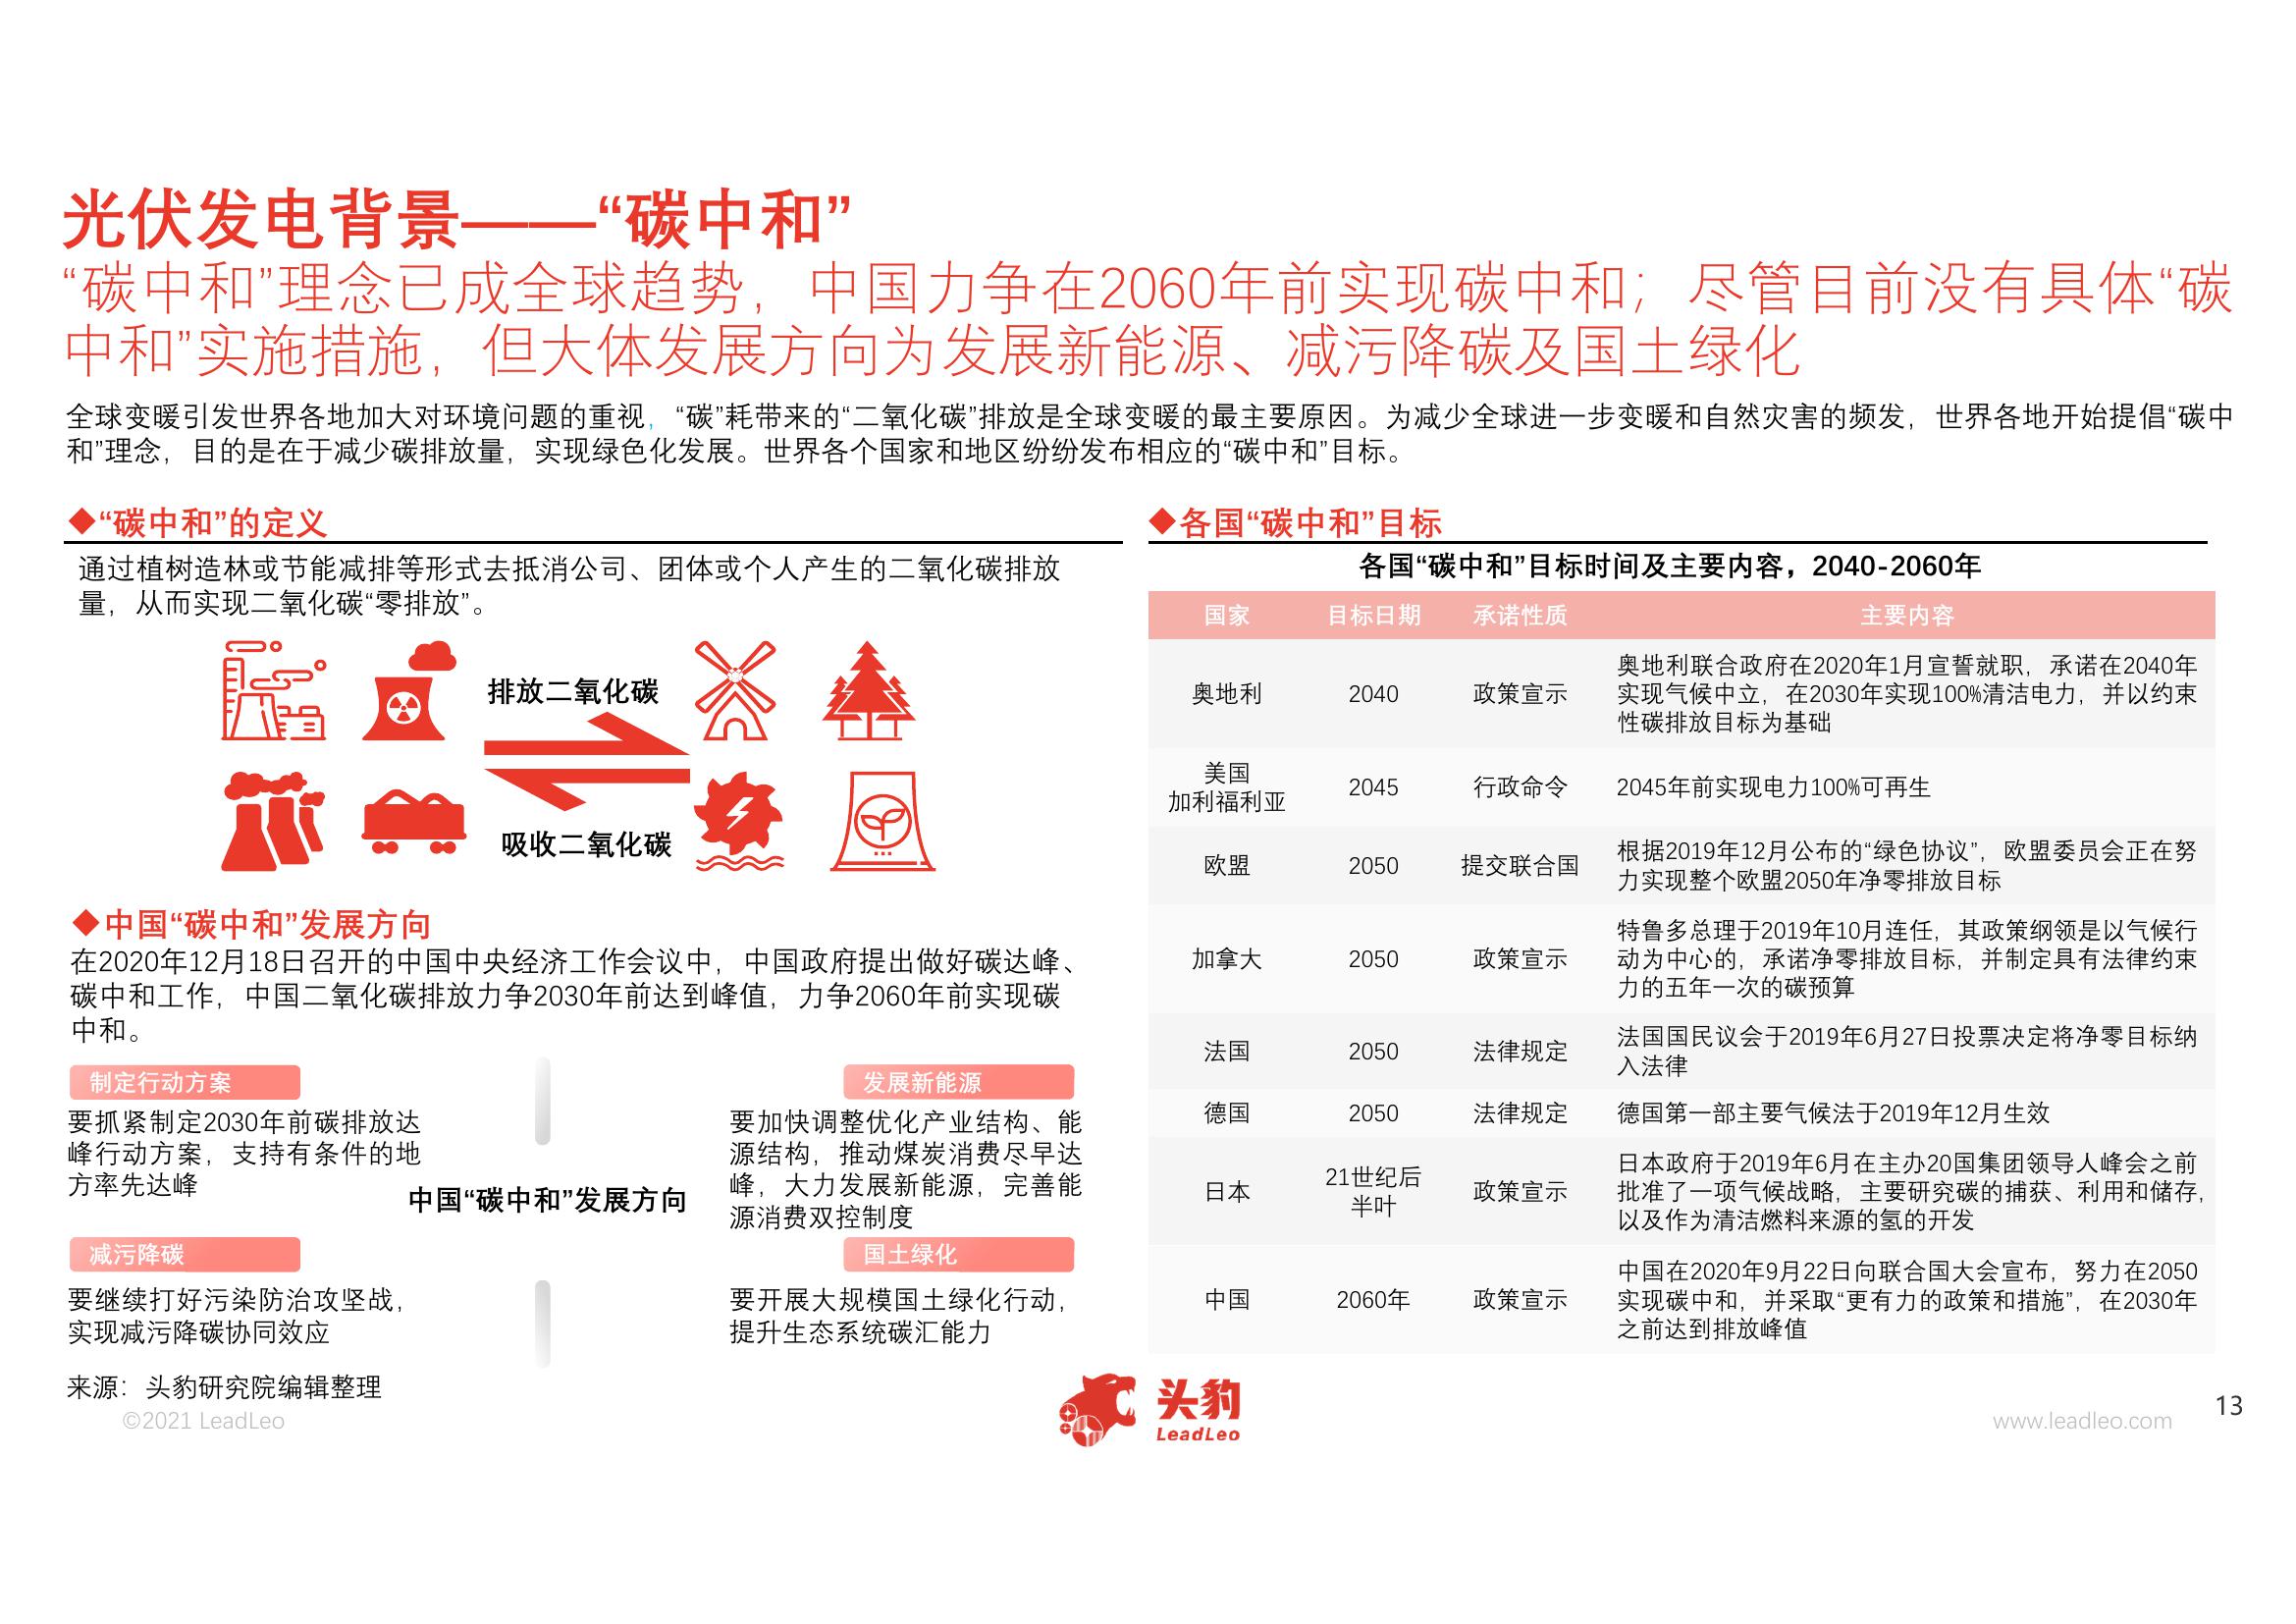 光伏发电背景——“碳中和”
“碳中和”理念已成全球趋势，中国力争在2060年前实现碳中和；尽管目前没有具体“碳
中和”实施措施，但大体发展方向为发展新能源、减污降碳及国土绿化
全球变暖引发世界各地加大对环境问题的重视，“碳”耗带来的“二氧化碳”排放是全球变暖的最主要原因。为减少全球进一步变暖和自然灾害的频发，世界各地开始提倡“碳中
和”理念，目的是在于减少碳排放量，实现绿色化发展。世界各个国家和地区纷纷发布相应的“碳中和”目标。
◆“碳中和”的定义
通过植树造林或节能减排等形式去抵消公司、团体或个人产生的二氧化碳排放
量，从而实现二氧化碳“零排放”。
排放二氧化碳
吸收二氧化碳
◆中国“碳中和”发展方向
在2020年12月18日召开的中国中央经济工作会议中，中国政府提出做好碳达峰、
碳中和工作，中国二氧化碳排放力争2030年前达到峰值，力争2060年前实现碳
中和。
制定行动方案
要抓紧制定2030年前碳排放达
峰行动方案，支持有条件的地
方率先达峰
发展新能源
要加快调整优化产业结构、能
源结构，推动煤炭消费尽早达
峰，大力发展新能源，完善能
源消费双控制度
中国“碳中和”发展方向
减污降碳
要继续打好污染防治攻坚战，
实现减污降碳协同效应
国土绿化
要开展大规模国土绿化行动，
提升生态系统碳汇能力
◆各国“碳中和”目标
各国“碳中和”目标时间及主要内容，2040-2060年
国家 目标日期 承诺性质 主要内容
奥地利 2040 政策宣示 奥地利联合政府在2020年1月宣誓就职，承诺在2040年
实现气候中立，在2030年实现100%清洁电力，并以约束
性碳排放目标为基础
美国
加利福利亚 2045 行政命令 2045年前实现电力100%可再生
欧盟 2050 提交联合国 根据2019年12月公布的“绿色协议”，欧盟委员会正在努
力实现整个欧盟2050年净零排放目标
加拿大 2050 政策宣示 特鲁多总理于2019年10月连任，其政策纲领是以气候行
动为中心的，承诺净零排放目标，并制定具有法律约束
力的五年一次的碳预算
法国 2050 法律规定 法国国民议会于2019年6月27日投票决定将净零目标纳
入法律
德国 2050 法律规定 德国第一部主要气候法于2019年12月生效
日本 21世纪后
半叶 政策宣示 日本政府于2019年6月在主办20国集团领导人峰会之前
批准了一项气候战略，主要研究碳的捕获、利用和储存，
以及作为清洁燃料来源的氢的开发
中国 2060年 政策宣示 中国在2020年9月22日向联合国大会宣布，努力在2050
实现碳中和，并采取“更有力的政策和措施”，在2030年
之前达到排放峰值
来源：头豹研究院编辑整理
©2021 LeadLeo
头豹
LeadLeo
www.leadleo.com
13